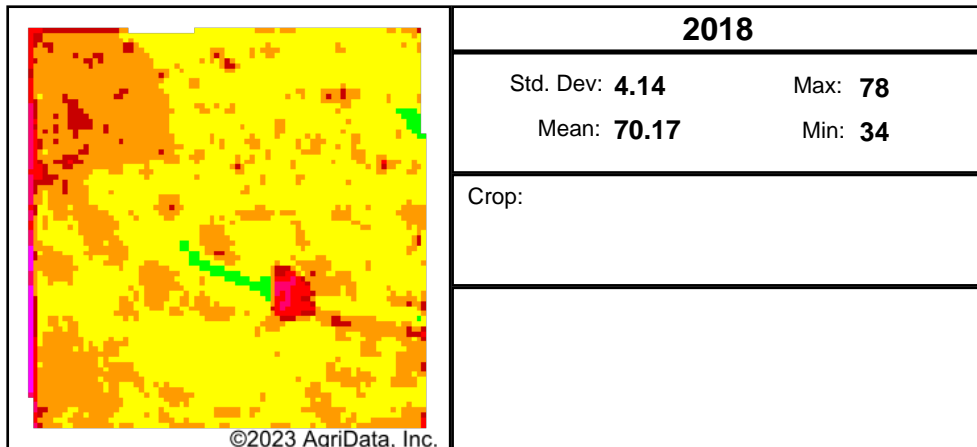 2018
Std. Dev: 4.14 Max: 78
Mean: 70.17 Min: 34
Crop:
©2023 AgriData, Inc.